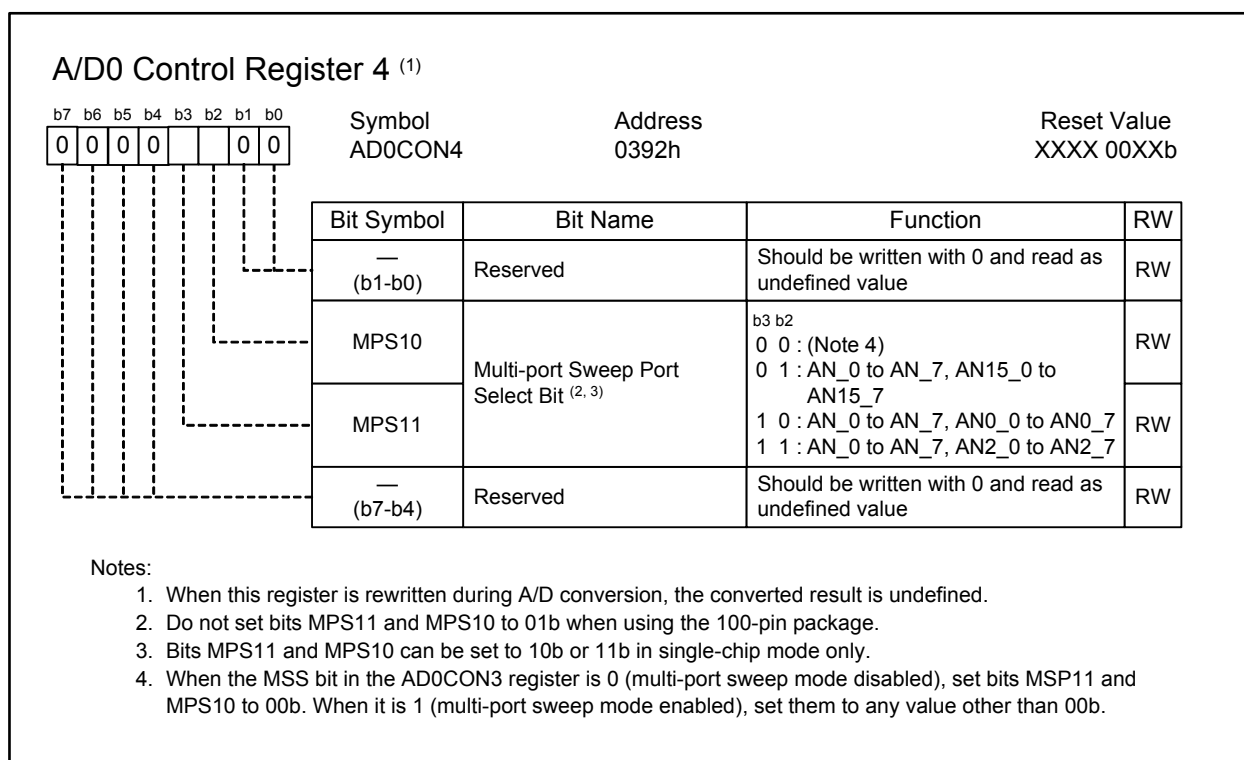 A/D0 Control Register 4 (1)
b7 b6 b5 b4 b3 b2 b1 b0
0 0 0 0 0 0
Symbol Address Reset Value
AD0CON4 0392h XXXX 00XXb
Bit Symbol Bit Name Function RW
— (b1-b0) Reserved Should be written with 0 and read as undefined value RW
MPS10 RW
MPS11 RW
Multi-port Sweep Port
Select Bit (2, 3)
b3 b2
0 0 : (Note 4)
0 1 : AN_0 to AN_7, AN15_0 to
AN15_7
1 0 : AN_0 to AN_7, AN0_0 to AN0_7
1 1 : AN_0 to AN_7, AN2_0 to AN2_7
— (b7-b4) Reserved Should be written with 0 and read as undefined value RW
Notes:
1. When this register is rewritten during A/D conversion, the converted result is undefined.
2. Do not set bits MPS11 and MPS10 to 01b when using the 100-pin package.
3. Bits MPS11 and MPS10 can be set to 10b or 11b in single-chip mode only.
4. When the MSS bit in the AD0CON3 register is 0 (multi-port sweep mode disabled), set bits MSP11 and
MPS10 to 00b. When it is 1 (multi-port sweep mode enabled), set them to any value other than 00b.